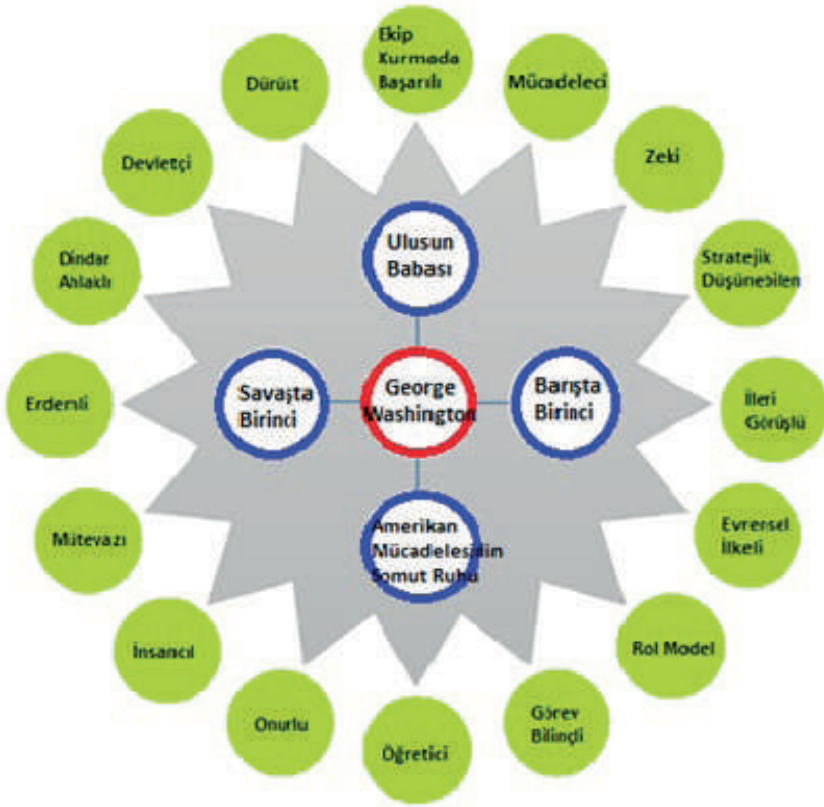 Ekip
Kurmada
Başarılı
Mücadeleci
Zeki
Stratejik
Düşünebilen
İleri
Görüşlü
Evrensel
İlkeli
Rol Model
Görev
Bilinçli
Öğretici
Onurlu
İnsancıl
Mütevazı
Erdemli
Dindar
Ahlaklı
Devletçi
Dürüst
Ulusun
Babası
Savaşta
Birinci
George
Washington
Barışta
Birinci
Amerikan
Mücadelesinin
Somut Ruhu